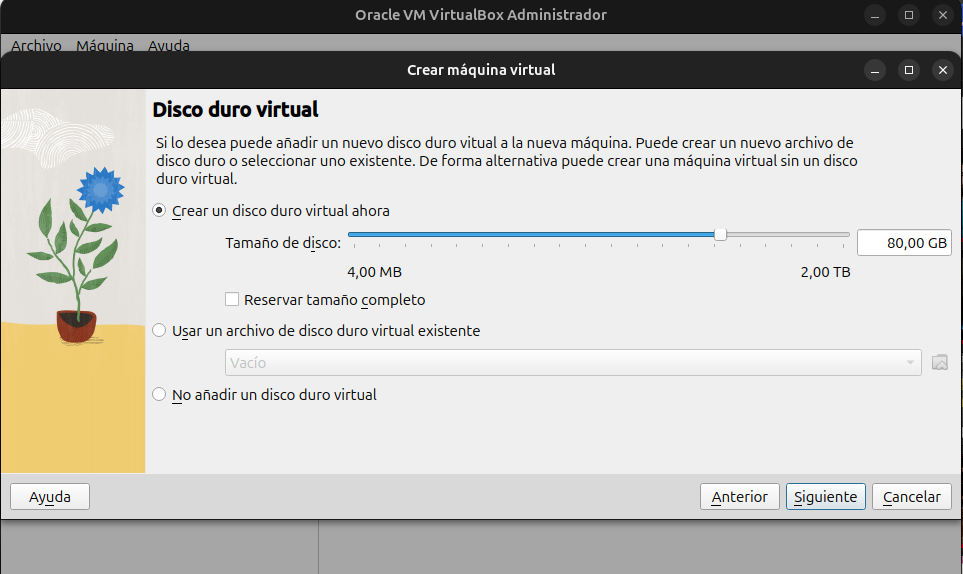 Oracle VM VirtualBox Administrador
Archivo Máquina Ayuda
Crear máquina virtual
Disco duro virtual
Si lo desea puede añadir un nuevo disco duro vitual a la nueva máquina. Puede crear un nuevo archivo de
disco duro o seleccionar uno existente. De forma alternativa puede crear una máquina virtual sin un disco
duro virtual.
Crear un disco duro virtual ahora
Tamaño de disco: 80,00 GB
4,00 MB 2,00 TB
Reservar tamaño completo
Usar un archivo de disco duro virtual existente
Vacío
No añadir un disco duro virtual
Ayuda Anterior Siguiente Cancelar